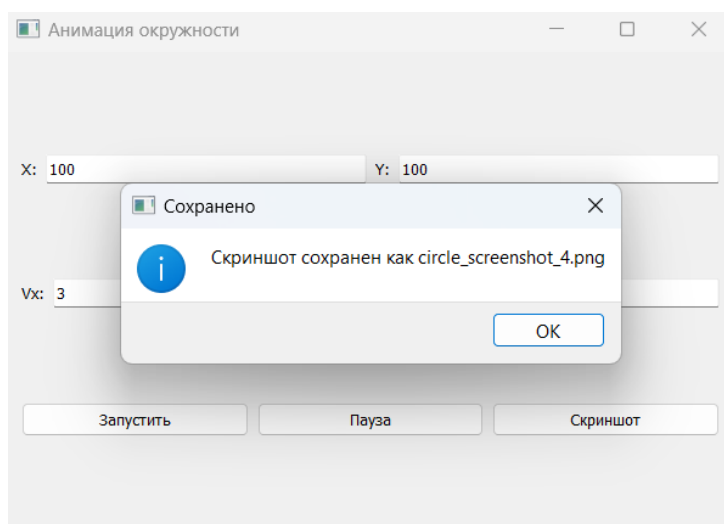 Анимация окружности
X: 100 Y: 100
Сохранено
Скриншот сохранен как circle_screenshot_4.png
Vx: 3
OK
Запустить Пауза Скриншот